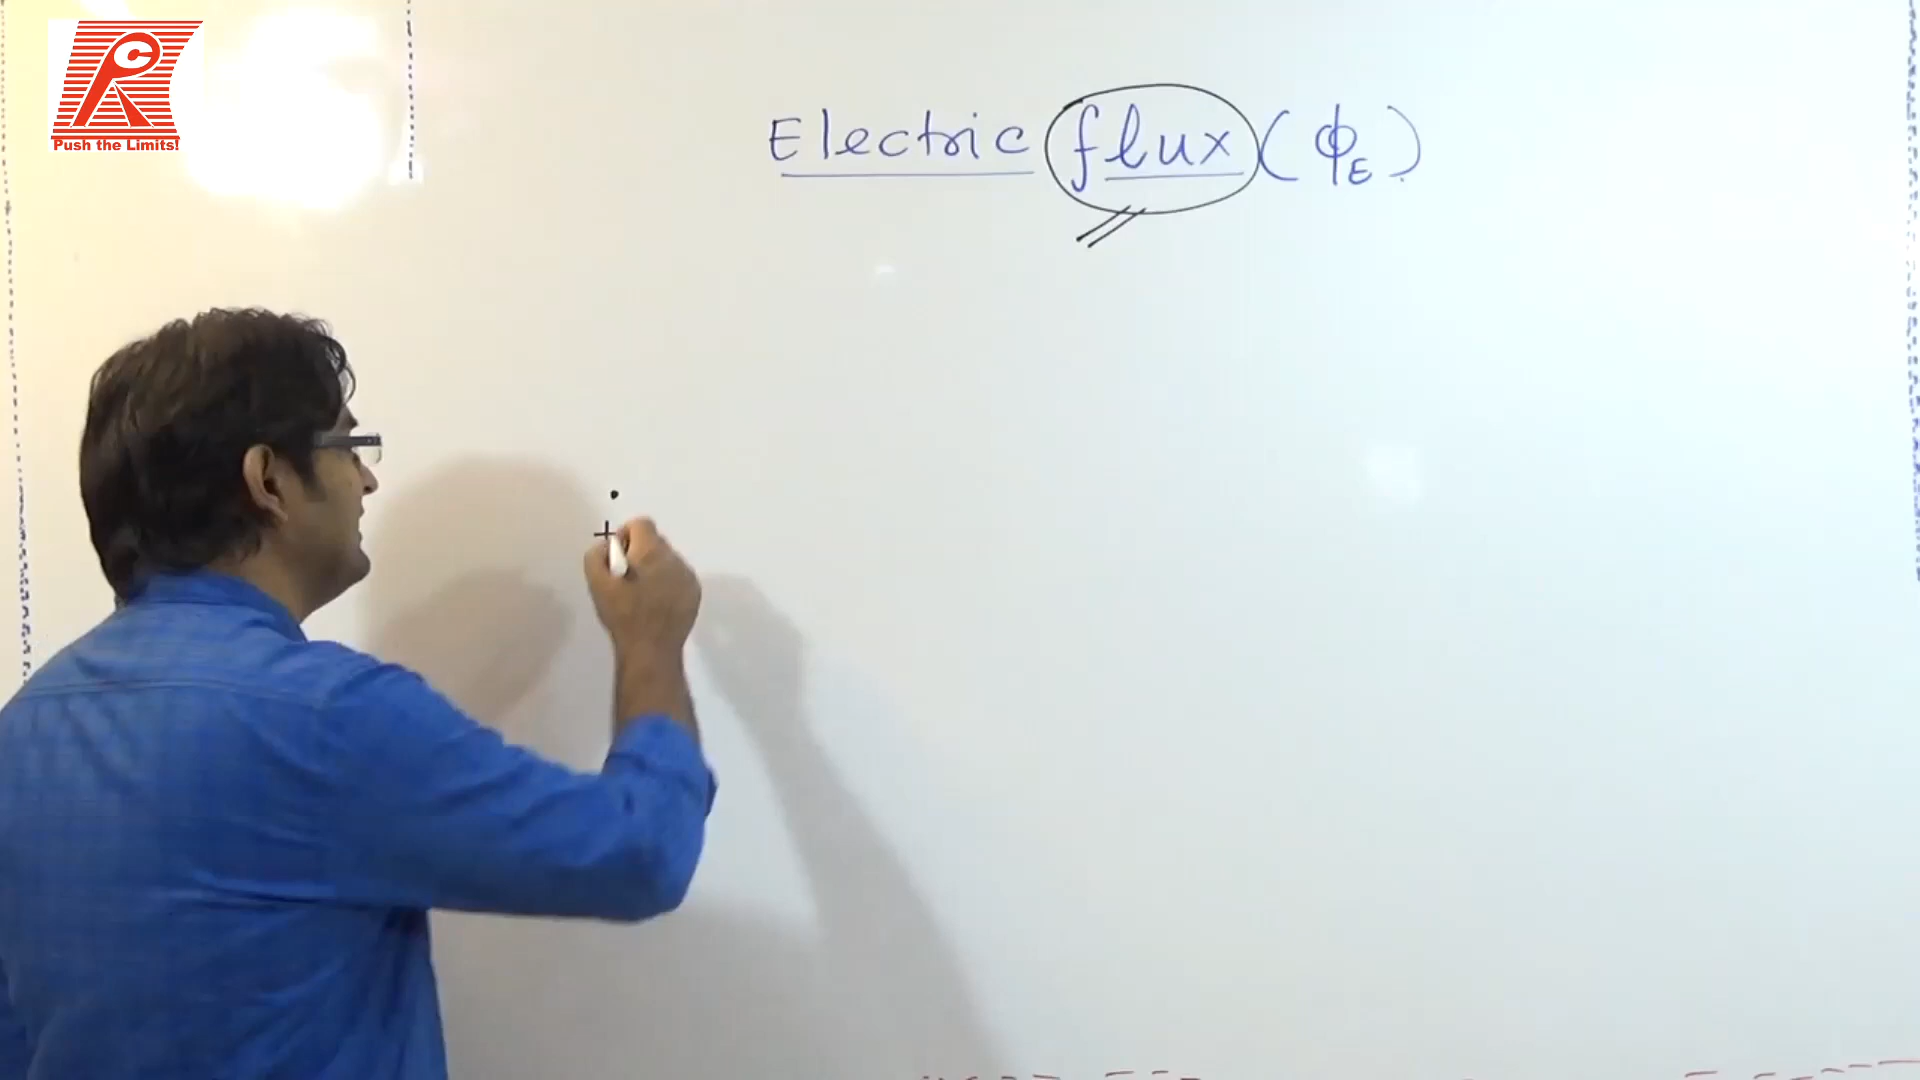 Push the Limits!
Electric flux (ϕE)
+